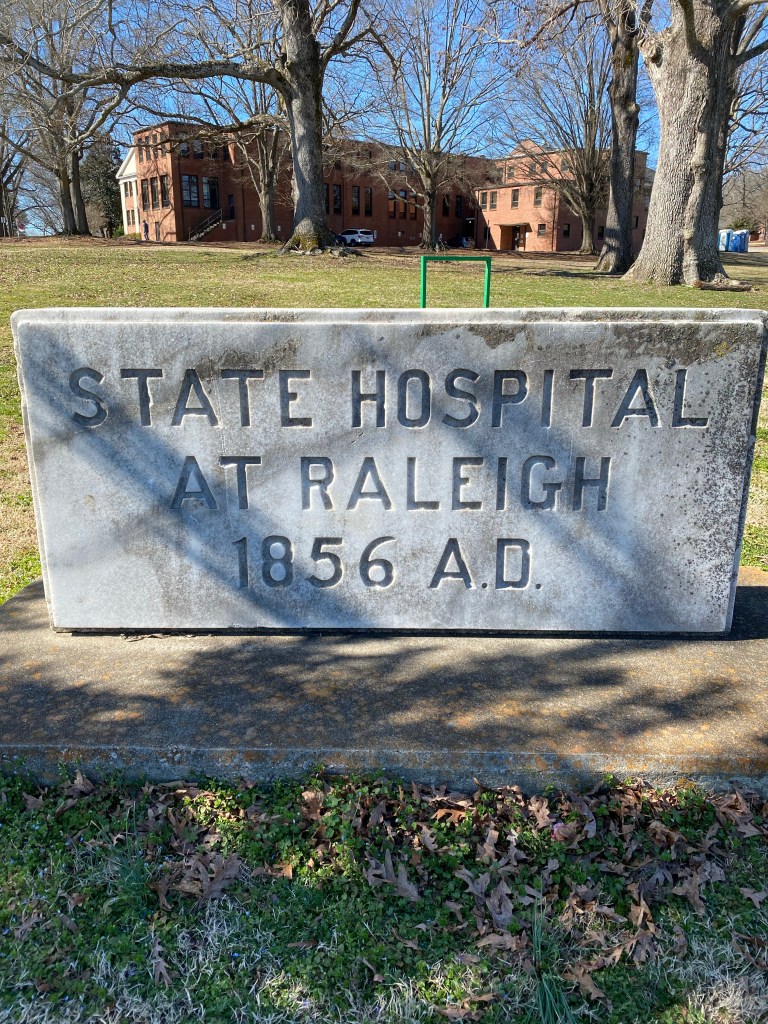 STATE HOSPITAL
AT RALEIGH
1856 A.D.